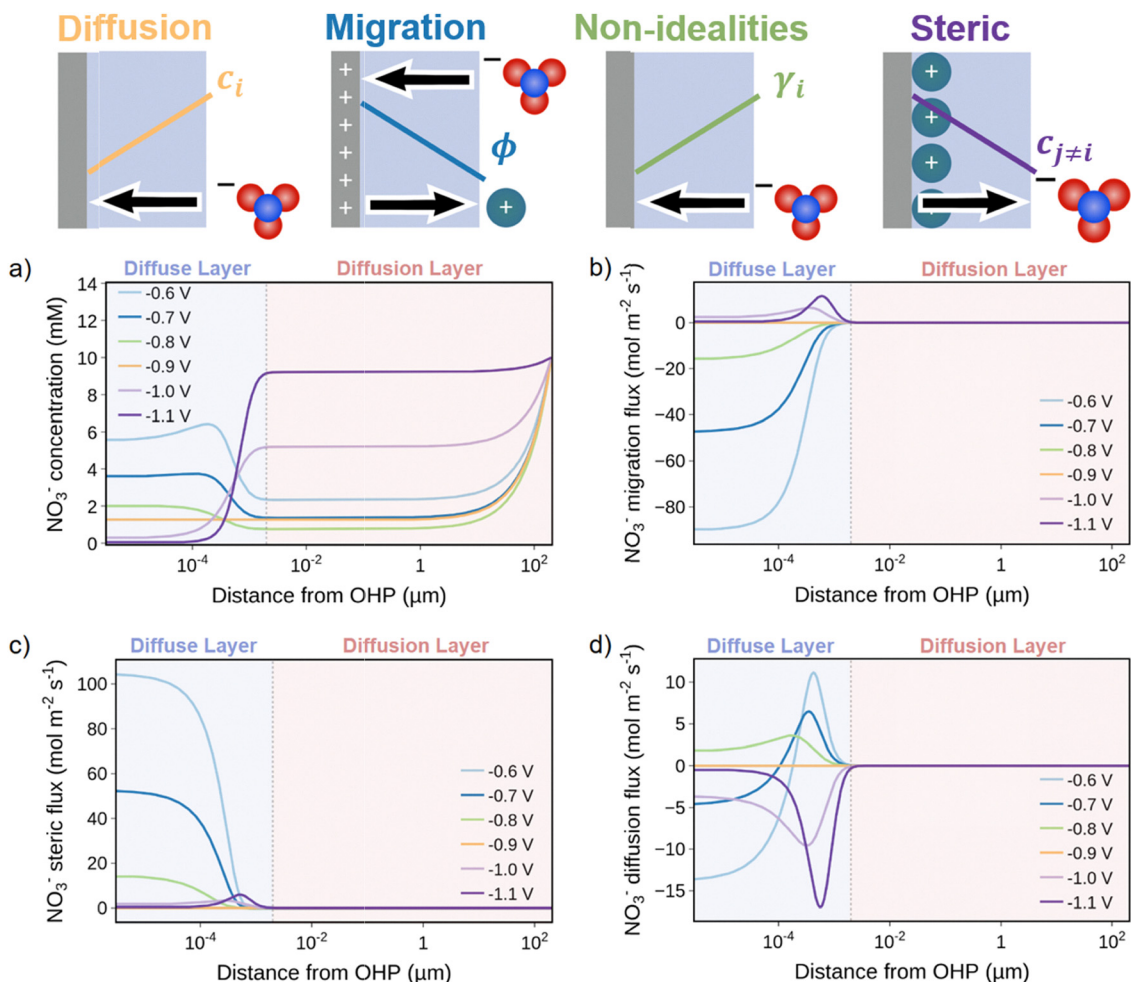 Diffusion
Migration
Non-idealities
Steric
c_i
ϕ
γ_i
c_{j≠i}
−
+
+
+
+
+
+
−
+
−
+
+
+
+
−
a)
Diffuse Layer
Diffusion Layer
NO₃⁻ concentration (mM)
14
12
10
8
6
4
2
0
-0.6 V
-0.7 V
-0.8 V
-0.9 V
-1.0 V
-1.1 V
10⁻⁴
10⁻²
1
10²
Distance from OHP (μm)
b)
Diffuse Layer
Diffusion Layer
NO₃⁻ migration flux (mol m⁻² s⁻¹)
0
−20
−40
−60
−80
-0.6 V
-0.7 V
-0.8 V
-0.9 V
-1.0 V
-1.1 V
10⁻⁴
10⁻²
1
10²
Distance from OHP (μm)
c)
Diffuse Layer
Diffusion Layer
NO₃⁻ steric flux (mol m⁻² s⁻¹)
100
80
60
40
20
0
-0.6 V
-0.7 V
-0.8 V
-0.9 V
-1.0 V
-1.1 V
10⁻⁴
10⁻²
1
10²
Distance from OHP (μm)
d)
Diffuse Layer
Diffusion Layer
NO₃⁻ diffusion flux (mol m⁻² s⁻¹)
10
5
0
−5
−10
−15
-0.6 V
-0.7 V
-0.8 V
-0.9 V
-1.0 V
-1.1 V
10⁻⁴
10⁻²
1
10²
Distance from OHP (μm)